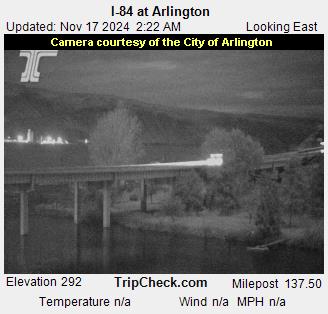 I-84 at Arlington
Updated: Nov 17 2024 2:22 AM Looking East
Camera courtesy of the City of Arlington
Elevation 292 TripCheck.com Milepost 137.50
Temperature n/a Wind n/a MPH n/a